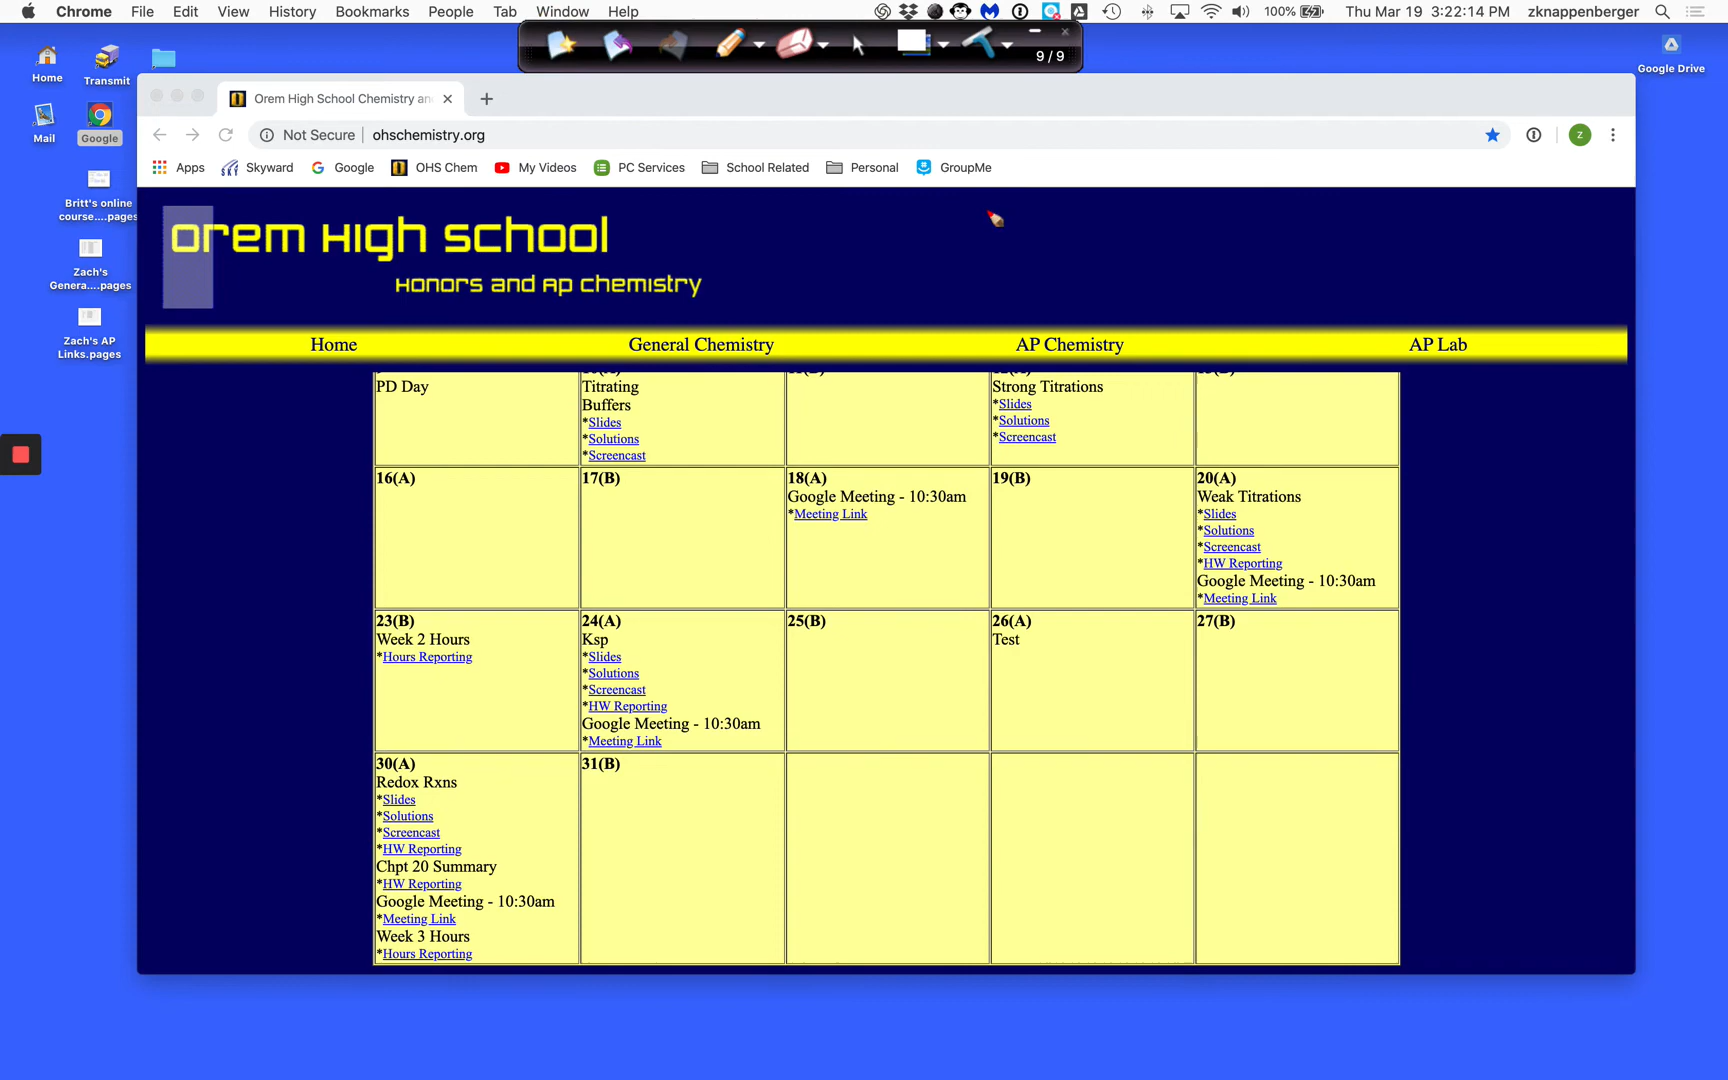 Chrome File Edit View History Bookmarks People Tab Window Help
100% Thu Mar 19 3:22:14 PM zknappenberger
9 / 9
Home
Transmit
Mail
Google
Britt's online
course....pages
Zach's
Genera....pages
Zach's AP
Links.pages
Google Drive
Orem High School Chemistry an
Not Secure ohschemistry.org
Z
Apps Skyward Google OHS Chem My Videos PC Services School Related Personal GroupMe
Orem High School
Honors and AP Chemistry
Home General Chemistry AP Chemistry AP Lab
PD Day
Titrating
Buffers
*Slides
*Solutions
*Screencast
Strong Titrations
*Slides
*Solutions
*Screencast
16(A)
17(B)
18(A)
Google Meeting - 10:30am
*Meeting Link
19(B)
20(A)
Weak Titrations
*Slides
*Solutions
*Screencast
*HW Reporting
Google Meeting - 10:30am
*Meeting Link
23(B)
Week 2 Hours
*Hours Reporting
24(A)
Ksp
*Slides
*Solutions
*Screencast
*HW Reporting
Google Meeting - 10:30am
*Meeting Link
25(B)
26(A)
Test
27(B)
30(A)
Redox Rxns
*Slides
*Solutions
*Screencast
*HW Reporting
Chpt 20 Summary
*HW Reporting
Google Meeting - 10:30am
*Meeting Link
Week 3 Hours
*Hours Reporting
31(B)